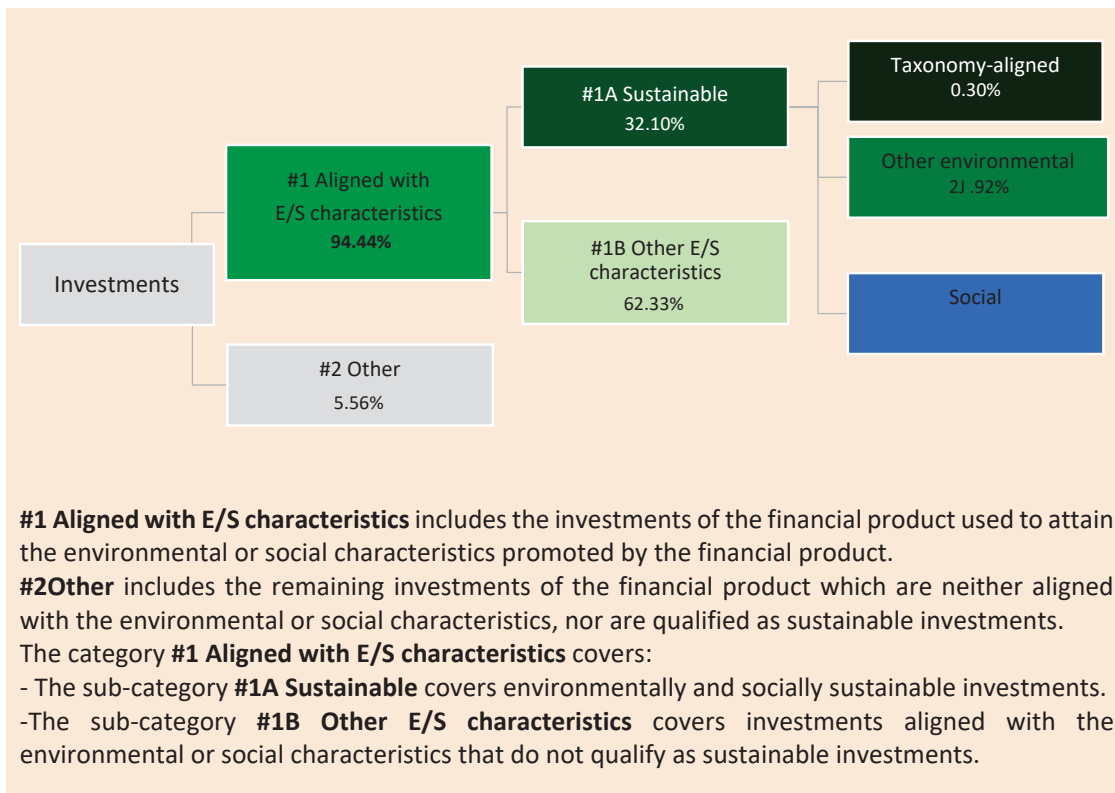 Investments
#1 Aligned with
E/S characteristics
94.44%
#2 Other
5.56%
#1A Sustainable
32.10%
#1B Other E/S
characteristics
62.33%
Taxonomy-aligned
0.30%
Other environmental
2J .92%
Social
#1 Aligned with E/S characteristics includes the investments of the financial product used to attain
the environmental or social characteristics promoted by the financial product.
#2Other includes the remaining investments of the financial product which are neither aligned
with the environmental or social characteristics, nor are qualified as sustainable investments.
The category #1 Aligned with E/S characteristics covers:
- The sub-category #1A Sustainable covers environmentally and socially sustainable investments.
-The sub-category #1B Other E/S characteristics covers investments aligned with the
environmental or social characteristics that do not qualify as sustainable investments.